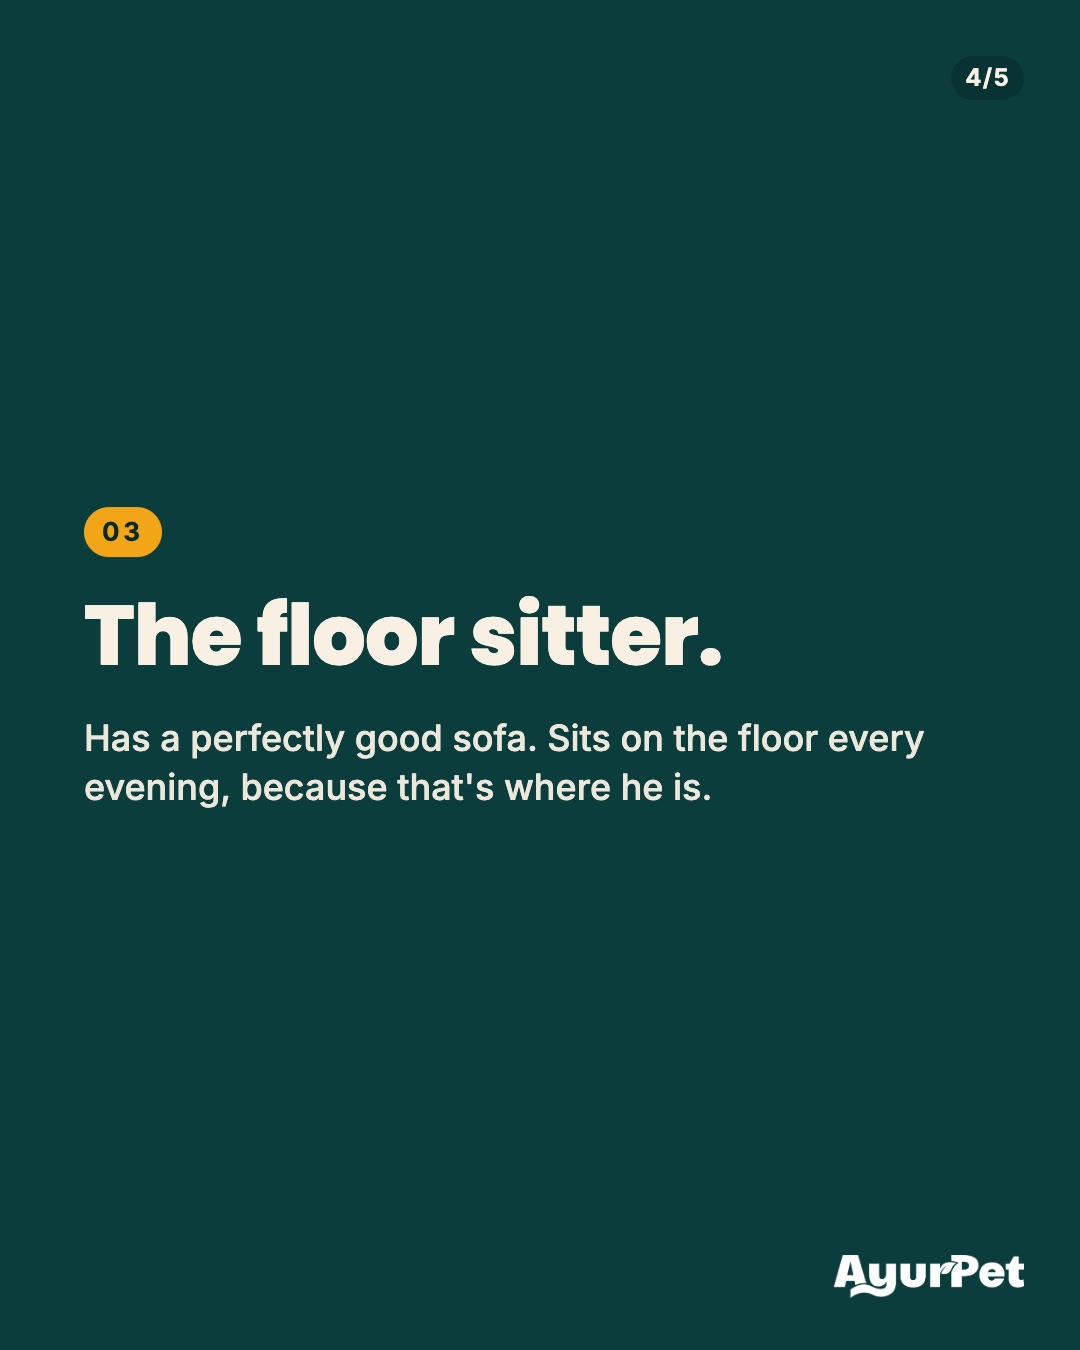 4/5
03
The floor sitter.
Has a perfectly good sofa. Sits on the floor every
evening, because that's where he is.
AyurPet